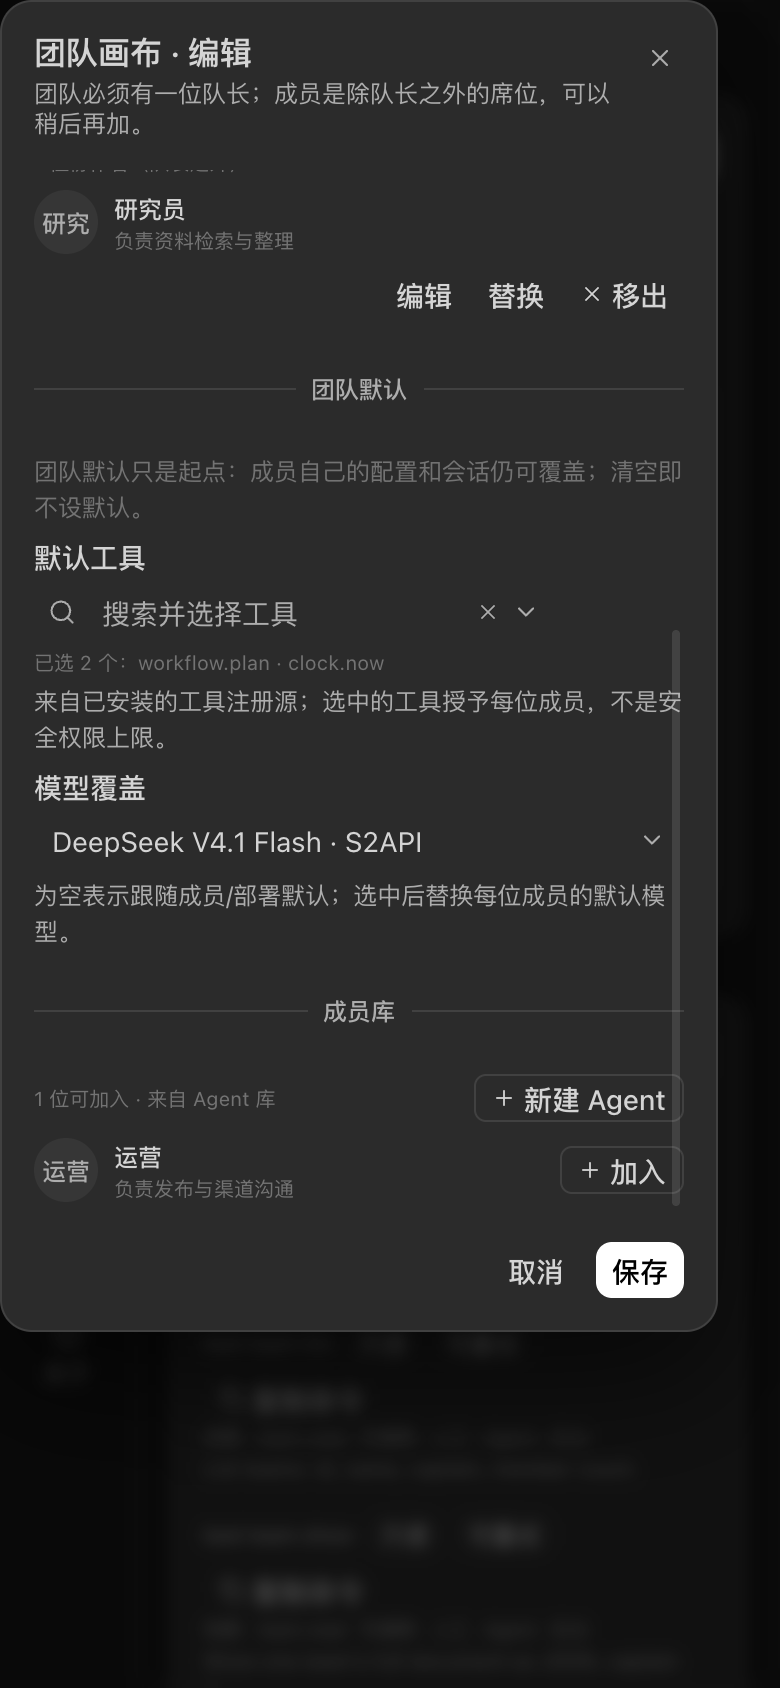 团队画布 · 编辑
团队必须有一位队长；成员是除队长之外的席位，可以
稍后再加。
研究
研究员
负责资料检索与整理
编辑 替换 × 移出
团队默认
团队默认只是起点：成员自己的配置和会话仍可覆盖；清空即
不设默认。
默认工具
搜索并选择工具
已选 2 个：workflow.plan · clock.now
来自已安装的工具注册源；选中的工具授予每位成员，不是安
全权限上限。
模型覆盖
DeepSeek V4.1 Flash · S2API
为空表示跟随成员/部署默认；选中后替换每位成员的默认模
型。
成员库
1 位可加入 · 来自 Agent 库
+ 新建 Agent
运营
运营
负责发布与渠道沟通
+ 加入
取消 保存